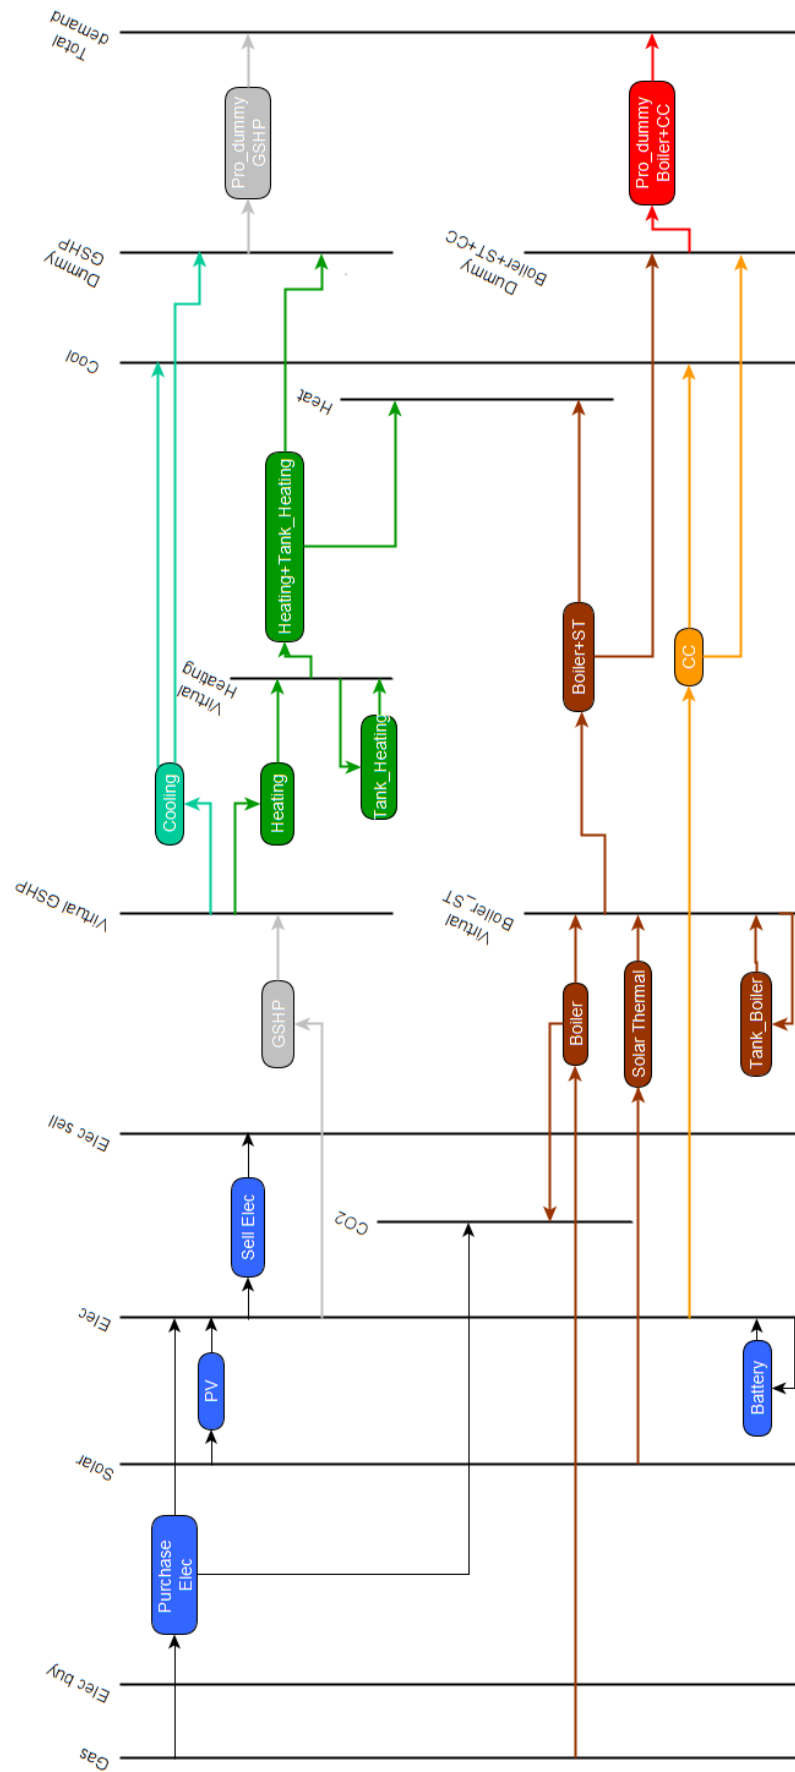 Total
demand
Pro_dummy
GSHP
Pro_dummy
Boiler+CC
Dummy
GSHP
Dummy
Boiler+ST+CC
Cool
Heat
Heating+Tank_Heating
Boiler+ST
CC
Virtual
Heating
Tank_Heating
Cooling
Heating
Virtual GSHP
Virtual
Boiler_ST
GSHP
Boiler
Solar Thermal
Tank_Boiler
Elec sell
Sell Elec
CO2
Elec
PV
Battery
Solar
Purchase
Elec
Elec buy
Gas